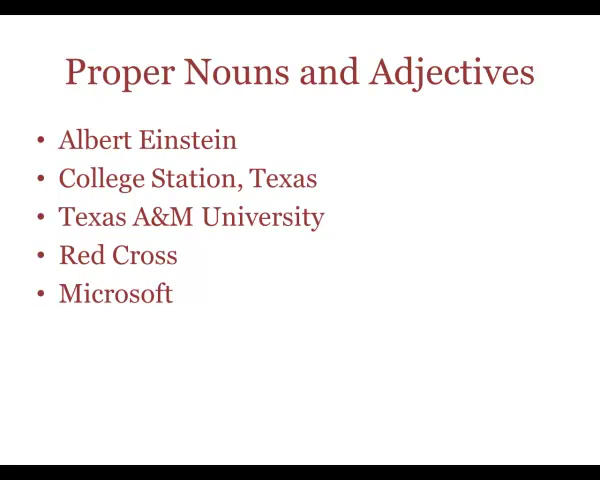 Proper Nouns and Adjectives
• Albert Einstein
• College Station, Texas
• Texas A&M University
• Red Cross
• Microsoft